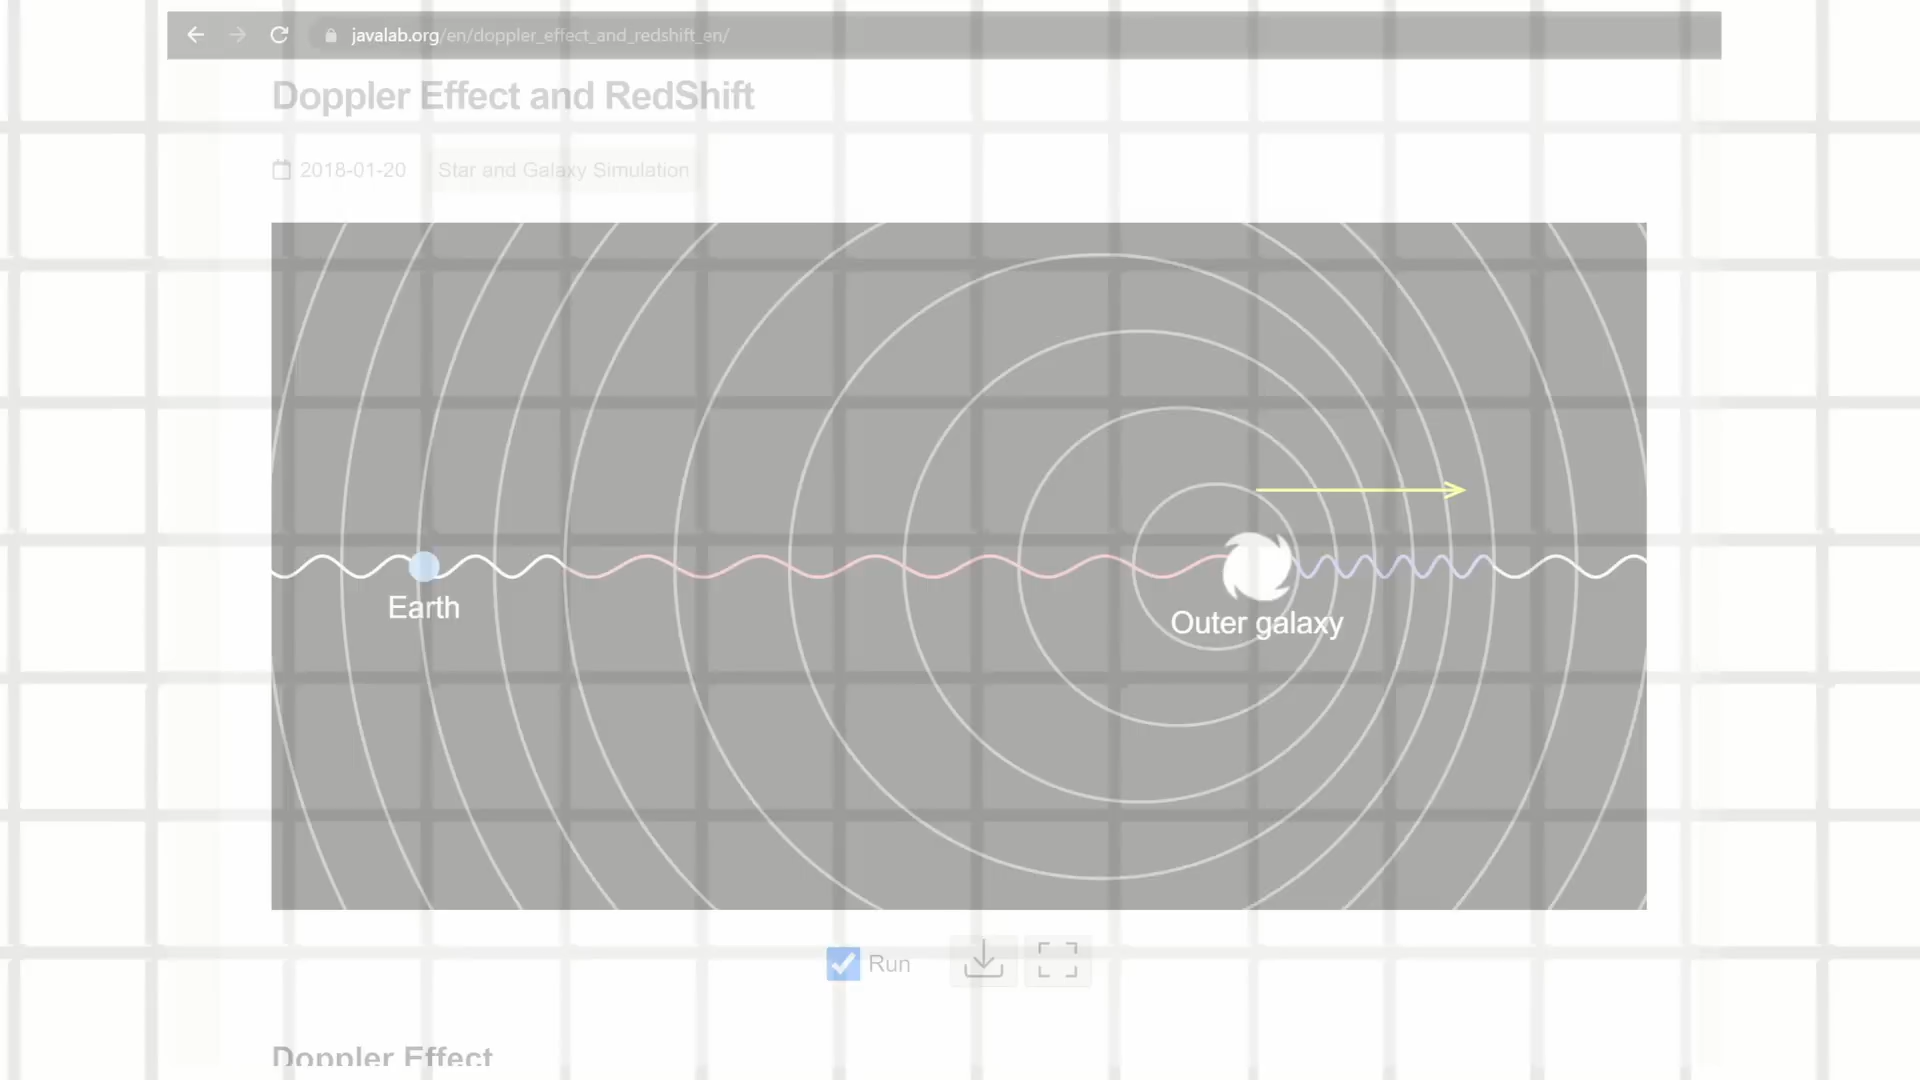 javalab.org/en/doppler_effect_and_redshift_en/
Doppler Effect and RedShift
2018-01-20 Star and Galaxy Simulation
Earth
Outer galaxy
Run
Doppler Effect